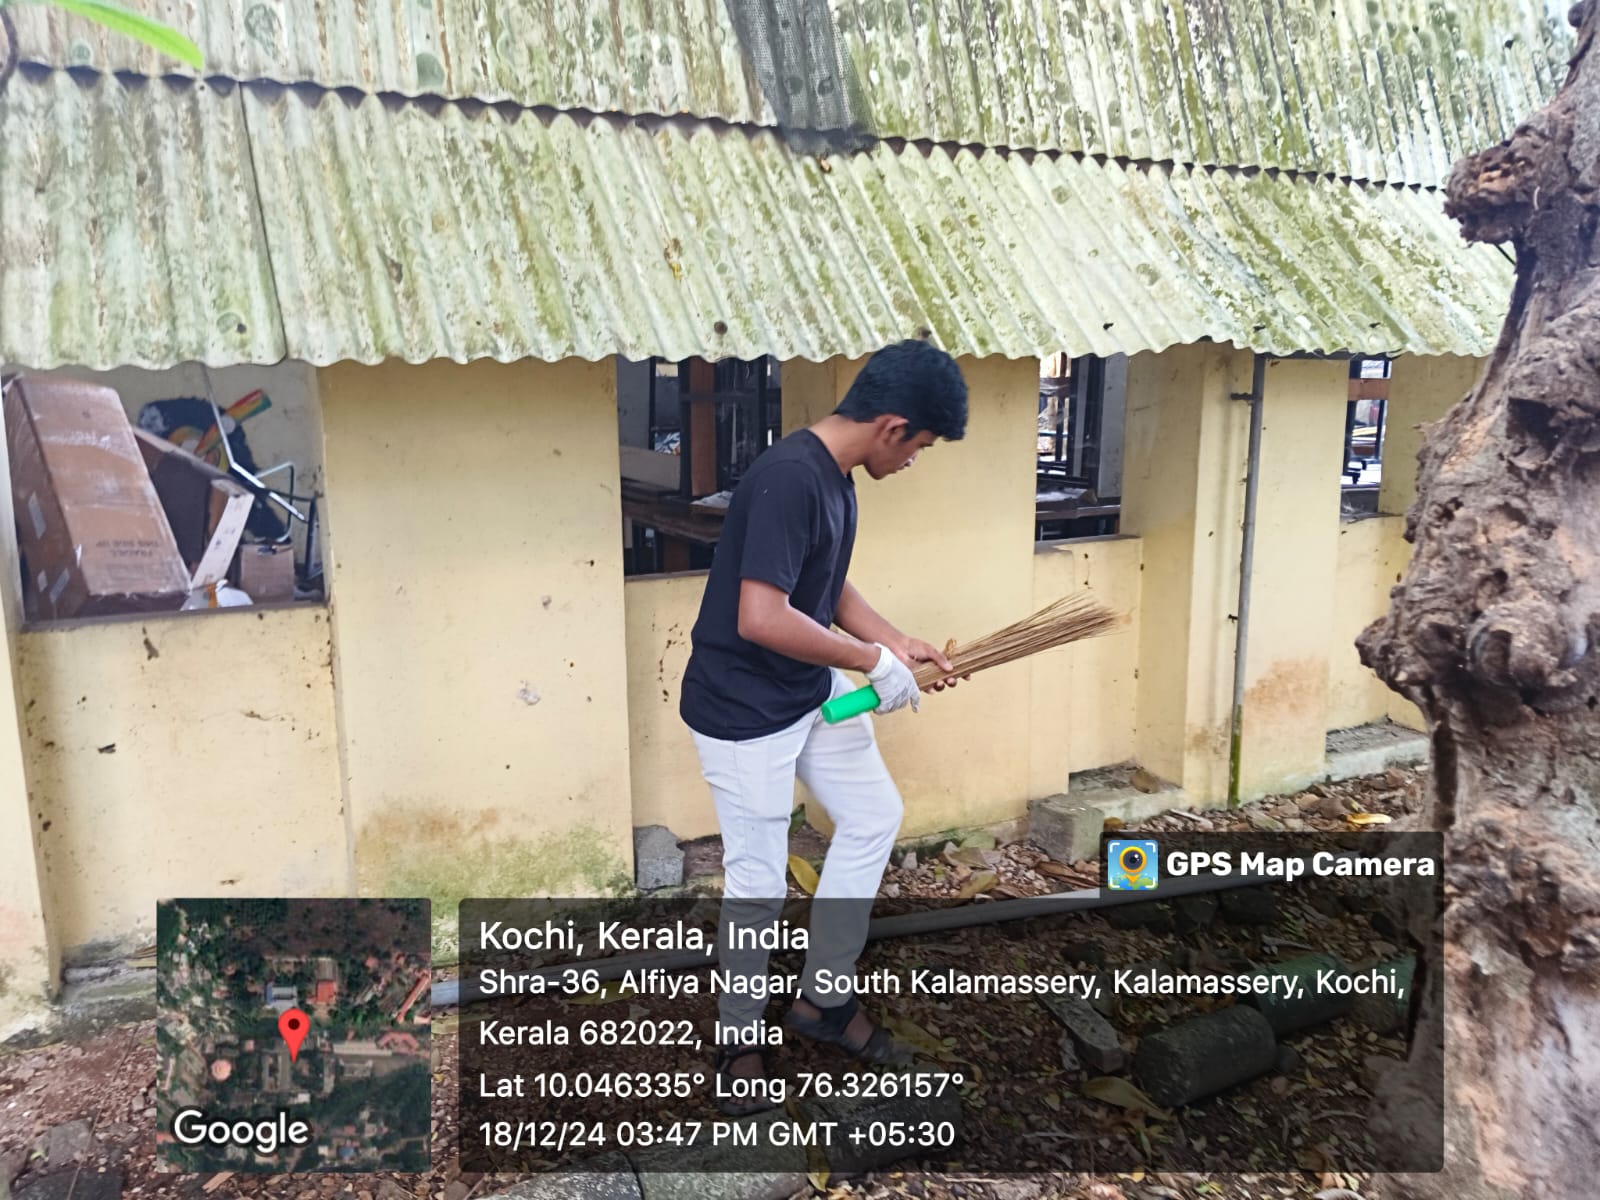 GPS Map Camera
Kochi, Kerala, India
Shra-36, Alfiya Nagar, South Kalamassery, Kalamassery, Kochi,
Kerala 682022, India
Lat 10.046335° Long 76.326157°
18/12/24 03:47 PM GMT +05:30
Google